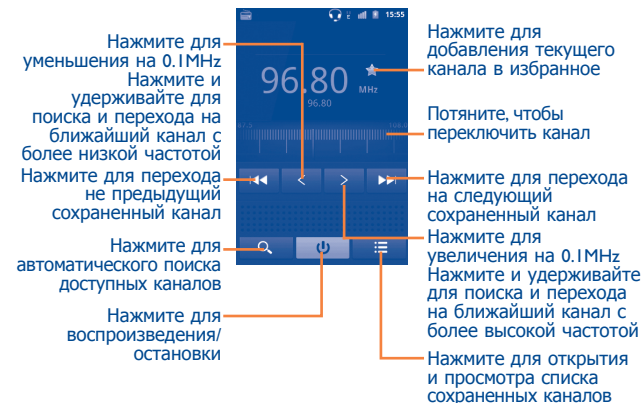 Нажмите для
уменьшения на 0.1MHz
Нажмите и
удерживайте для
поиска и перехода на
ближайший канал с
более низкой частотой
Нажмите для перехода
не предыдущий
сохраненный канал
Нажмите для
автоматического поиска
доступных каналов
Нажмите для
воспроизведения/
остановки
15:55
96.80
MHz
96.80
87.5
108.0
Нажмите для
добавления текущего
канала в избранное
Потяните, чтобы
переключить канал
Нажмите для перехода
на следующий
сохраненный канал
Нажмите для
увеличения на 0.1MHz
Нажмите и удерживайте
для поиска и перехода
на ближайший канал с
более высокой частотой
Нажмите для открытия
и просмотра списка
сохраненных каналов